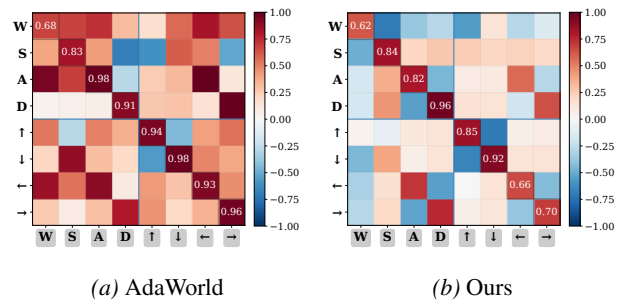 W 0.68 1.00 W 0.62 1.00
S 0.83 0.75 S 0.84 0.75
A 0.98 0.50 A 0.82 0.50
0.25 0.25
D 0.91 D 0.96
0.00 0.00
↑ 0.94 ↑ 0.85
−0.25 −0.25
↓ 0.98 ↓ 0.92
−0.50 −0.50
← 0.93 ← 0.66
−0.75 −0.75
→ 0.96 → 0.70
−1.00 −1.00
W S A D ↑ ↓ ← → W S A D ↑ ↓ ← →
(a) AdaWorld (b) Ours